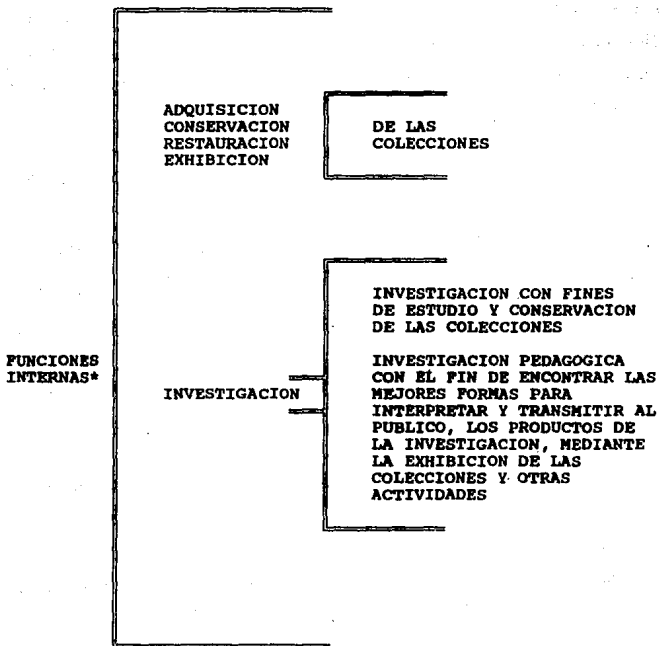 ADQUISICION
CONSERVACION
RESTAURACION
EXHIBICION
DE LAS
COLECCIONES
FUNCIONES
INTERNAS*
INVESTIGACION
INVESTIGACION CON FINES
DE ESTUDIO Y CONSERVACION
DE LAS COLECCIONES
INVESTIGACION PEDAGOGICA
CON EL FIN DE ENCONTRAR LAS
MEJORES FORMAS PARA
INTERPRETAR Y TRANSMITIR AL
PUBLICO, LOS PRODUCTOS DE
LA INVESTIGACION, MEDIANTE
LA EXHIBICION DE LAS
COLECCIONES Y OTRAS
ACTIVIDADES